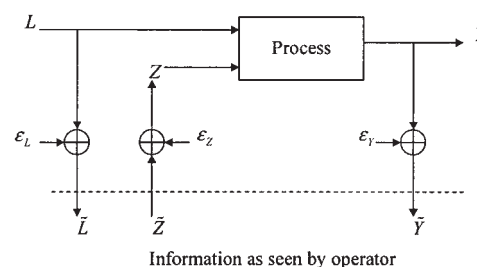 L
Process
Z
ε_L
ε_Z
ε_Y
L̃
Z̃
Ỹ
Information as seen by operator